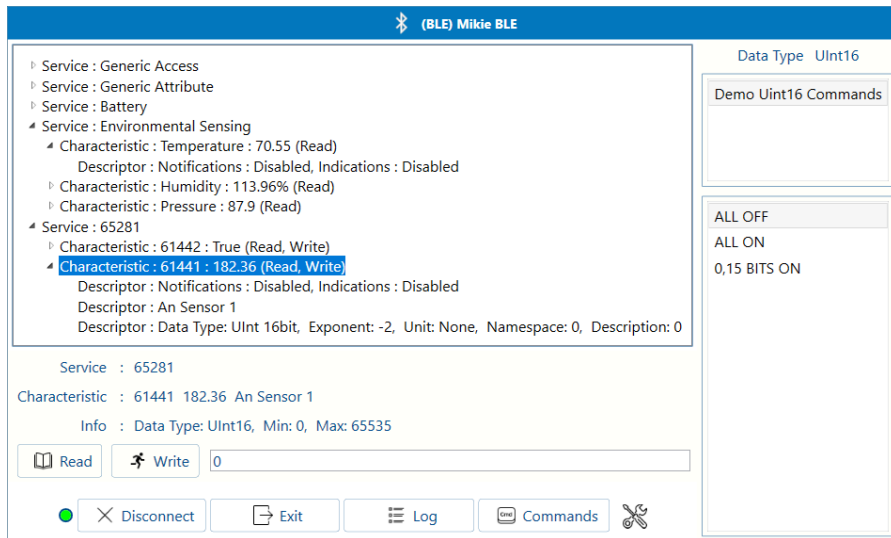 (BLE) Mikie BLE
Service : Generic Access
Service : Generic Attribute
Service : Battery
Service : Environmental Sensing
Characteristic : Temperature : 70.55 (Read)
Descriptor : Notifications : Disabled, Indications : Disabled
Characteristic : Humidity : 113.96% (Read)
Characteristic : Pressure : 87.9 (Read)
Service : 65281
Characteristic : 61442 : True (Read, Write)
Characteristic : 61441 : 182.36 (Read, Write)
Descriptor : Notifications : Disabled, Indications : Disabled
Descriptor : An Sensor 1
Descriptor : Data Type: UInt 16bit, Exponent: -2, Unit: None, Namespace: 0, Description: 0
Service : 65281
Characteristic : 61441 182.36 An Sensor 1
Info : Data Type: UInt16, Min: 0, Max: 65535
Read Write 0
Disconnect Exit Log Cmd Commands
Data Type UInt16
Demo Uint16 Commands
ALL OFF
ALL ON
0,15 BITS ON